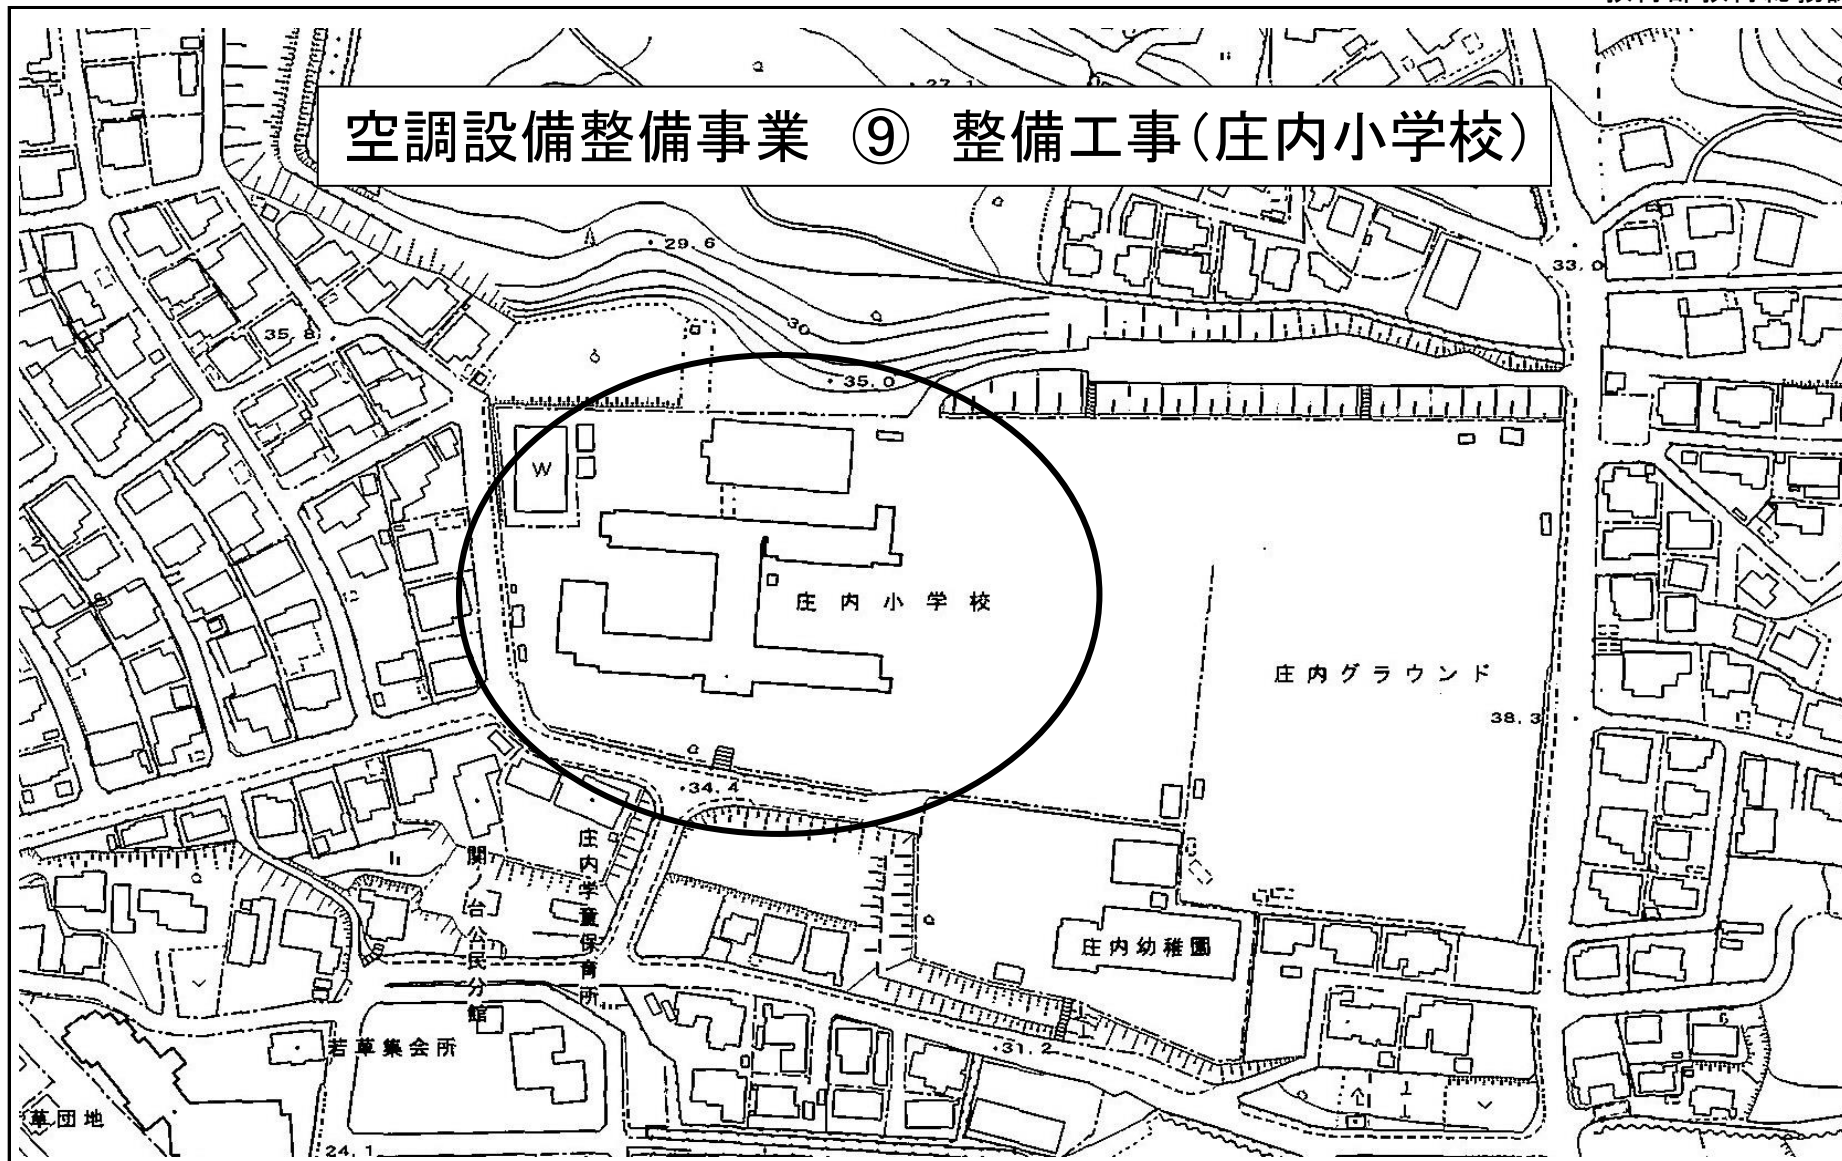 空調設備整備事業　⑨　整備工事(庄内小学校)
27.1
29.6
33.0
30
35.8
35.0
W
庄内小学校
庄内グラウンド
38.3
34.4
関ノ台公民分館
庄内学童保育所
庄内幼稚園
31.2
若草集会所
草団地
24.1